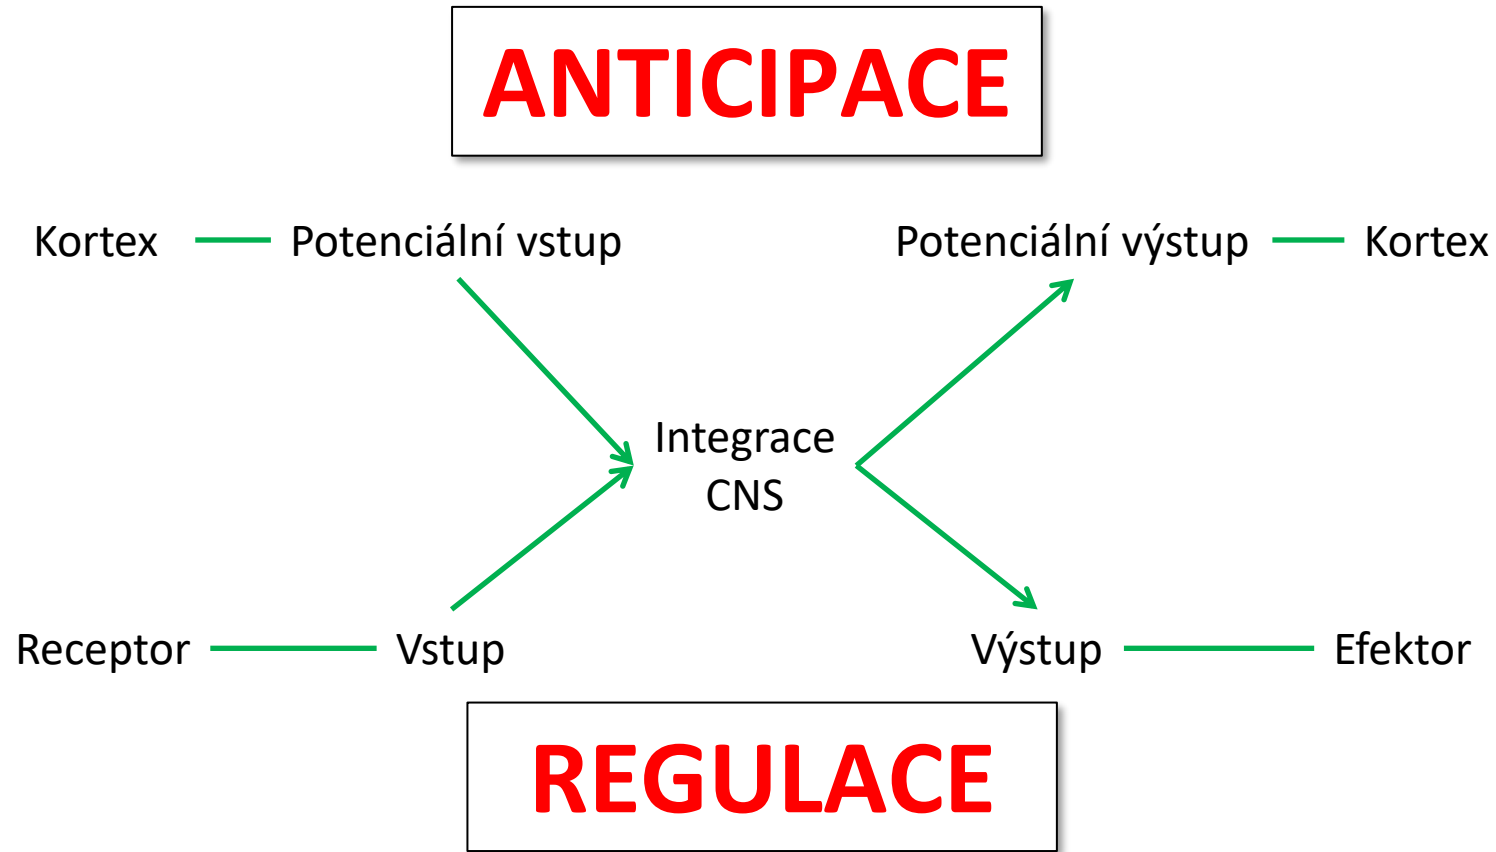 ANTICIPACE
Kortex Potenciální vstup Potenciální výstup Kortex
Integrace
CNS
Receptor Vstup Výstup Efektor
REGULACE